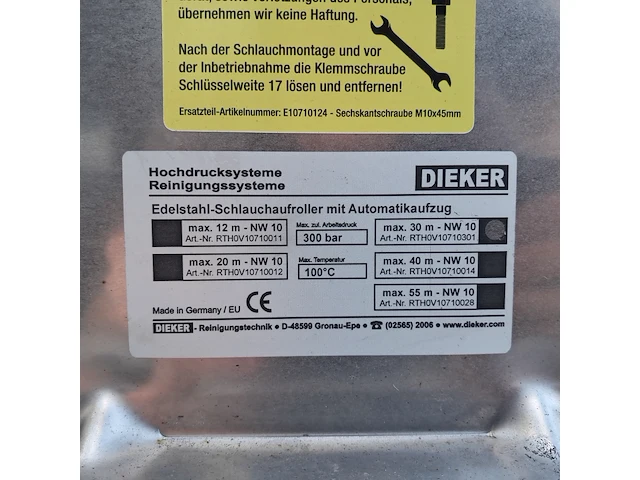 übernehmen wir keine Haftung.
Nach der Schlauchmontage und vor
der Inbetriebnahme die Klemmschraube
Schlüsselweite 17 lösen und entfernen!
Ersatzteil-Artikelnummer: E10710124 - Sechskantschraube M10x45mm
Hochdrucksysteme
Reinigungssysteme
DIEKER
Edelstahl-Schlauchaufroller mit Automatikaufzug
max. 12 m - NW 10
Art.-Nr. RTH0V10710011
max. 20 m - NW 10
Art.-Nr. RTH0V10710012
Max. zul. Arbeitsdruck
300 bar
Max. Temperatur
100°C
max. 30 m - NW 10
Art.-Nr. RTH0V10710301
max. 40 m - NW 10
Art.-Nr. RTH0V10710014
max. 55 m - NW 10
Art.-Nr. RTH0V10710028
Made in Germany / EU CE
DIEKER - Reinigungstechnik ● D-48599 Gronau-Epe ● ☎ (02565) 2006 ● www.dieker.com